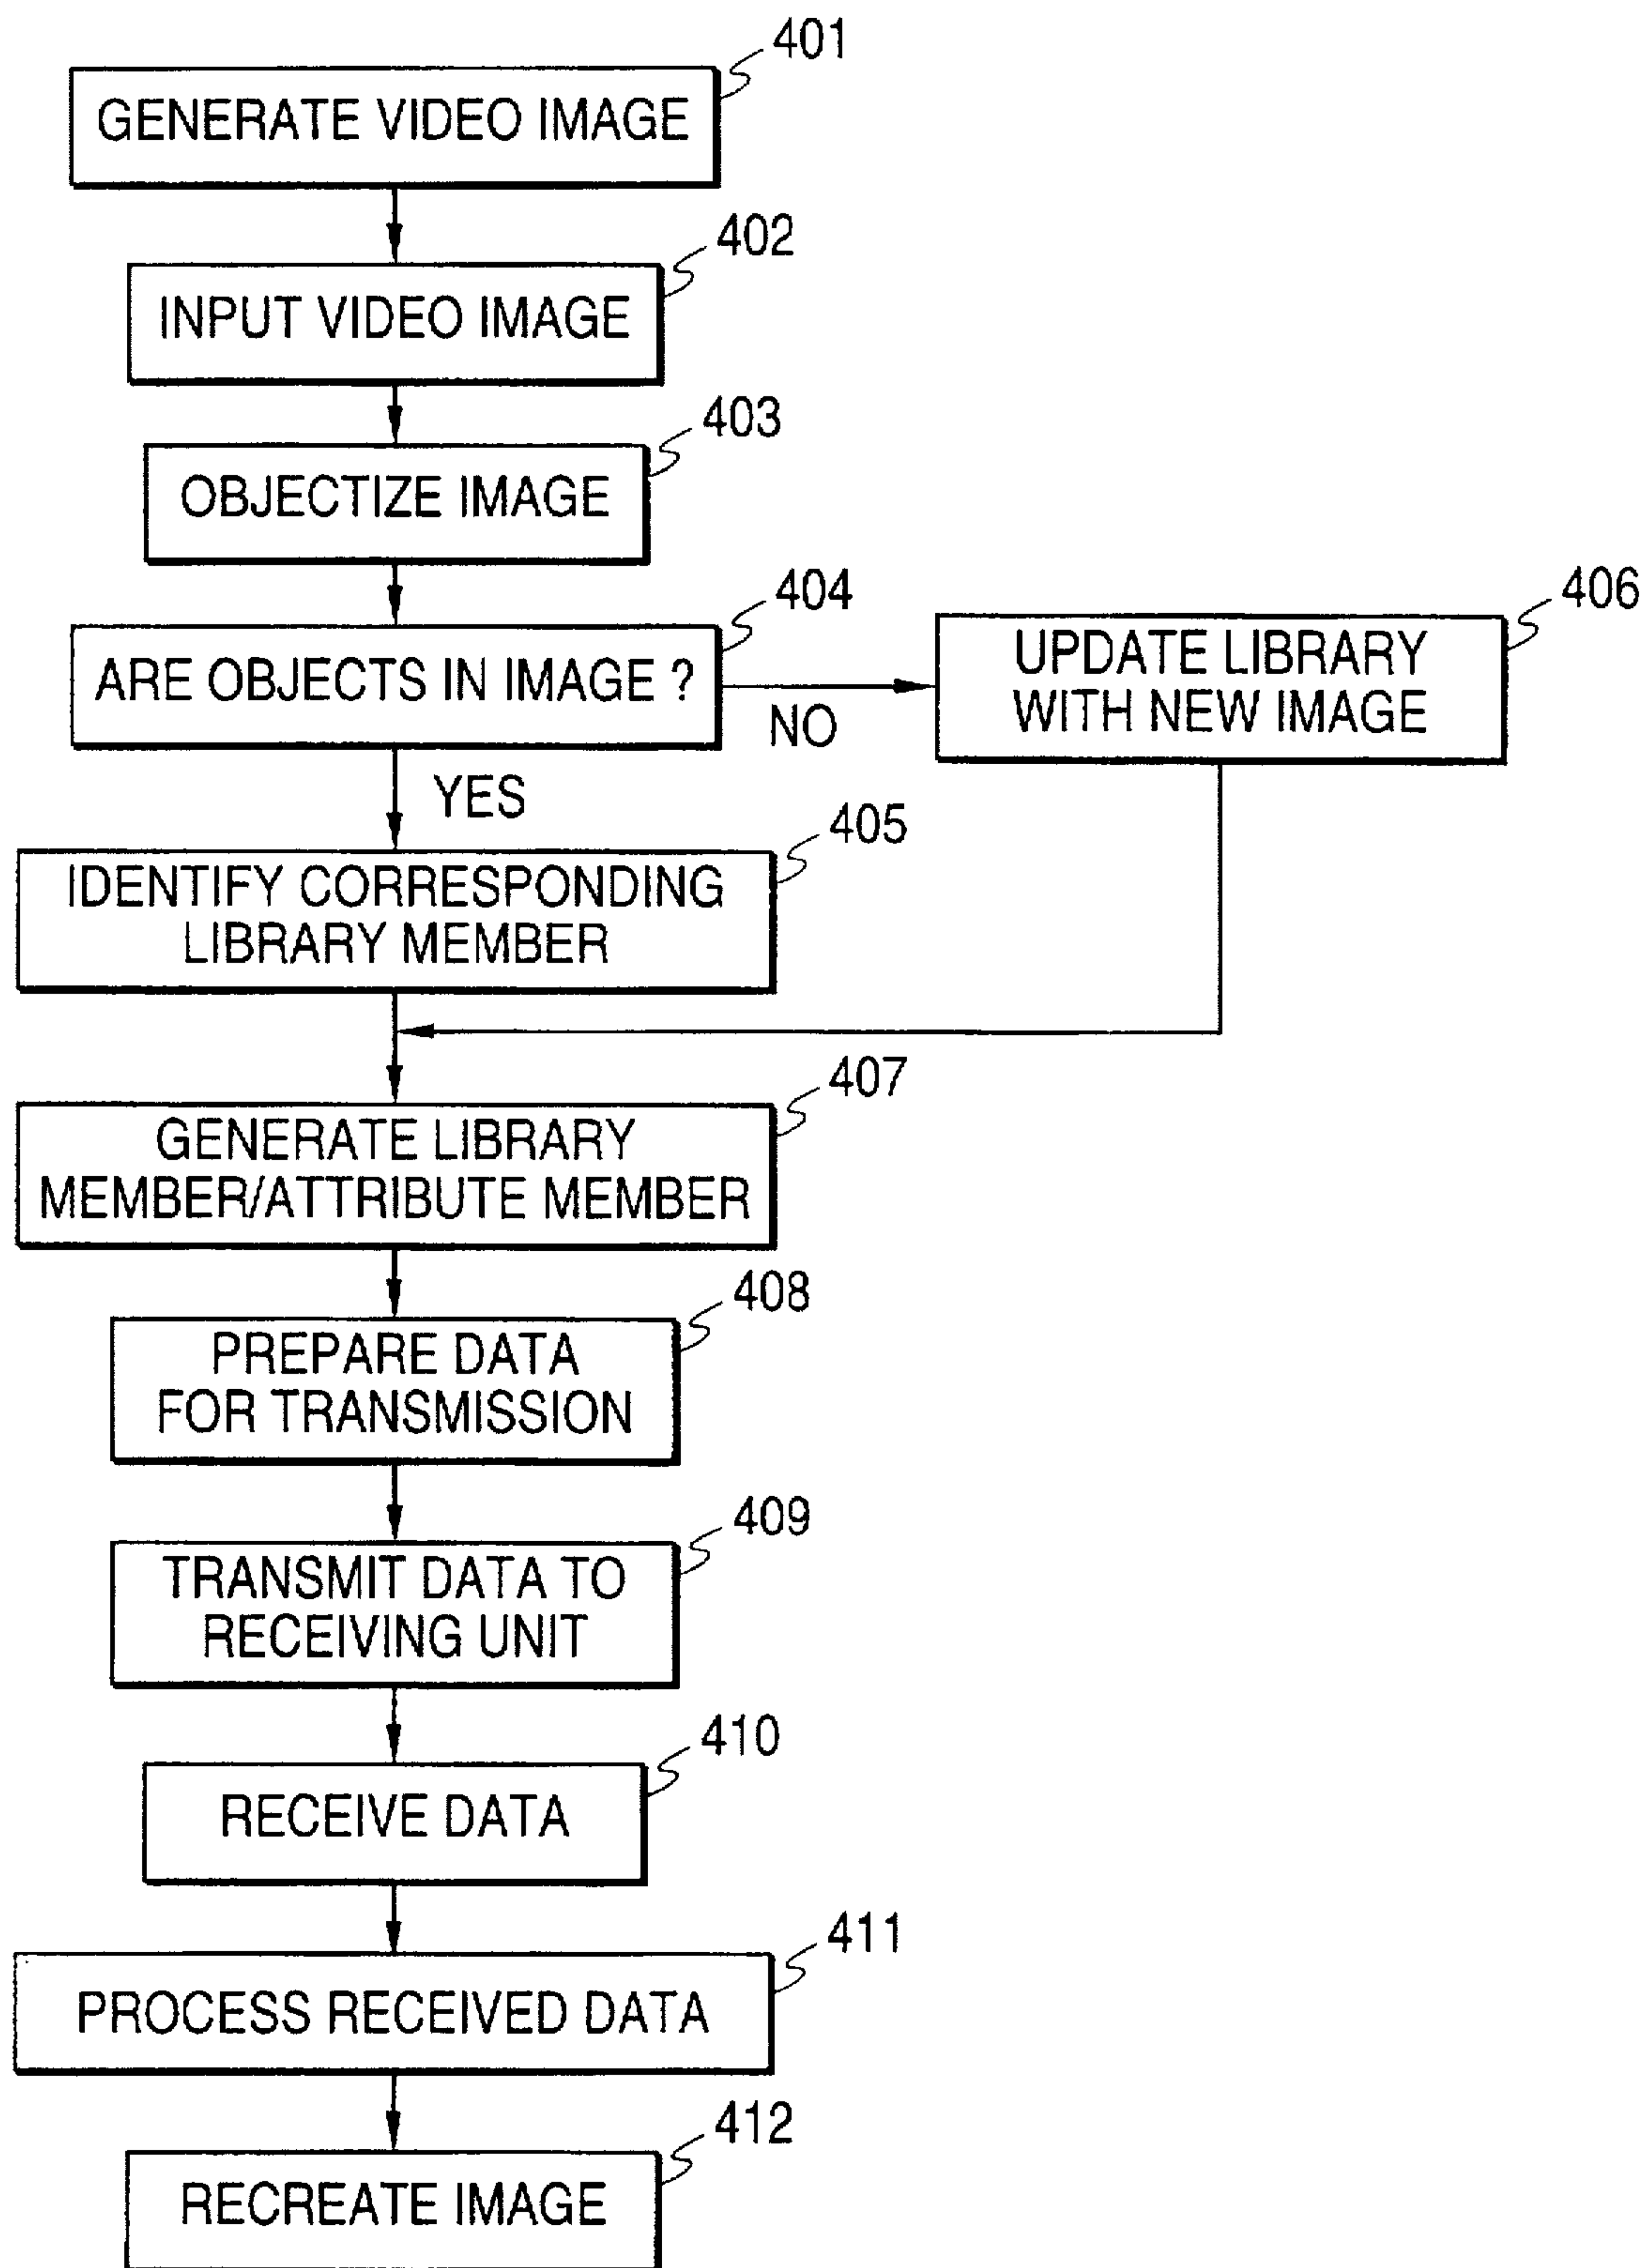 401
GENERATE VIDEO IMAGE
402
INPUT VIDEO IMAGE
403
OBJECTIZE IMAGE
404
ARE OBJECTS IN IMAGE ?
NO
406
UPDATE LIBRARY
WITH NEW IMAGE
YES
405
IDENTIFY CORRESPONDING
LIBRARY MEMBER
407
GENERATE LIBRARY
MEMBER/ATTRIBUTE MEMBER
408
PREPARE DATA
FOR TRANSMISSION
409
TRANSMIT DATA TO
RECEIVING UNIT
410
RECEIVE DATA
411
PROCESS RECEIVED DATA
412
RECREATE IMAGE